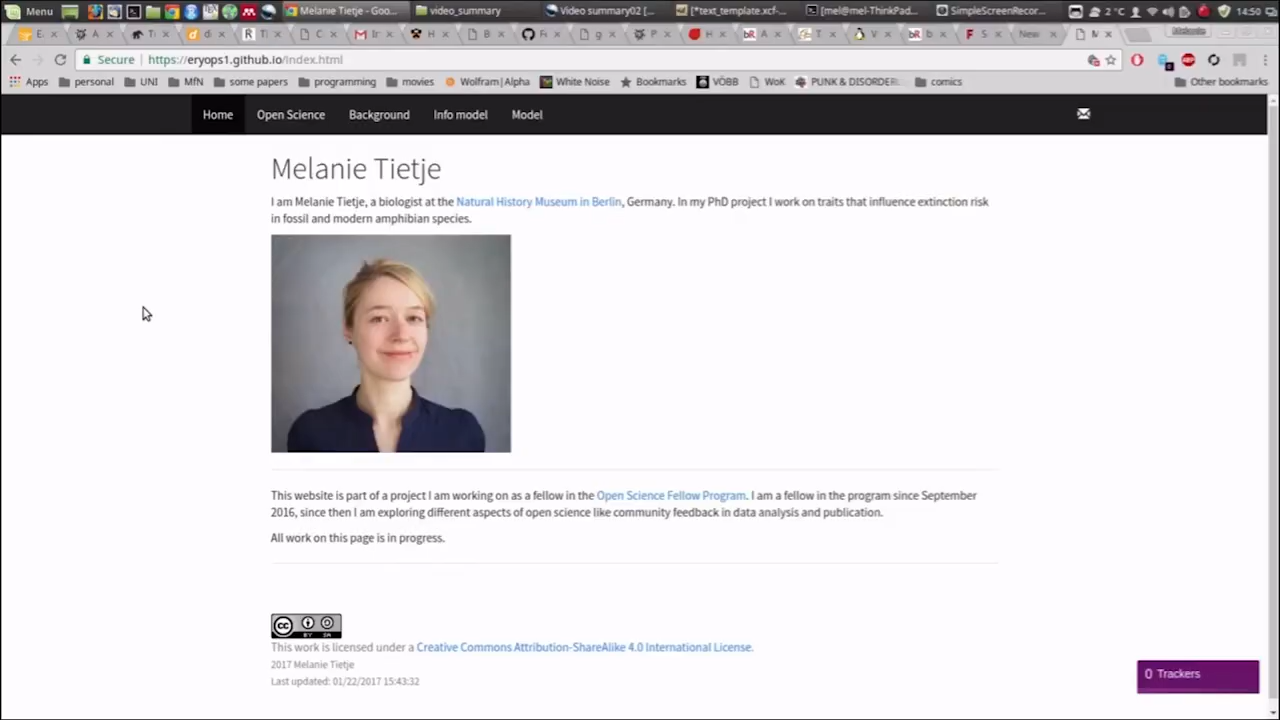 Menu
Melanie Tietje - Goo...
video_summary
Video summary02 [...
[*text_template.xcf-...
[mel@mel-ThinkPad...
SimpleScreenRecor...
2 °C
14:50
Secure
https://eryops1.github.io/index.html
Apps personal UNI MfN some papers programming movies Wolfram|Alpha White Noise Bookmarks VÖBB WoK PUNK & DISORDERL comics Other bookmarks
Home Open Science Background Info model Model
Melanie Tietje
I am Melanie Tietje, a biologist at the Natural History Museum in Berlin, Germany. In my PhD project I work on traits that influence extinction risk
in fossil and modern amphibian species.
This website is part of a project I am working on as a fellow in the Open Science Fellow Program. I am a fellow in the program since September
2016, since then I am exploring different aspects of open science like community feedback in data analysis and publication.
All work on this page is in progress.
cc BY SA
This work is licensed under a Creative Commons Attribution-ShareAlike 4.0 International License.
2017 Melanie Tietje
Last updated: 01/22/2017 15:43:32
0 Trackers